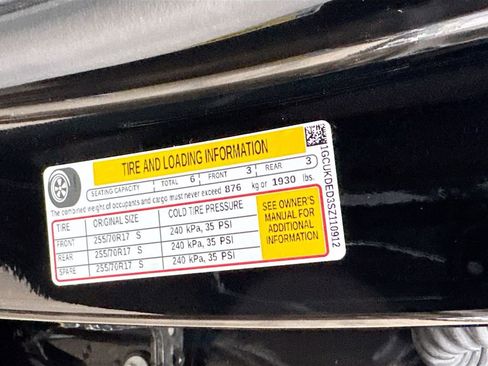 TIRE AND LOADING INFORMATION
SEATING CAPACITY TOTAL 6 FRONT 3 REAR 3
The combined weight of occupants and cargo must never exceed 876 kg or 1930 lbs.
TIRE ORIGINAL SIZE COLD TIRE PRESSURE
FRONT 255/70R17 S 240 kPa, 35 PSI
REAR 255/70R17 S 240 kPa, 35 PSI
SPARE 255/70R17 S 240 kPa, 35 PSI
SEE OWNER'S
MANUAL FOR
ADDITIONAL
INFORMATION
1GCUKDED3SZ110912